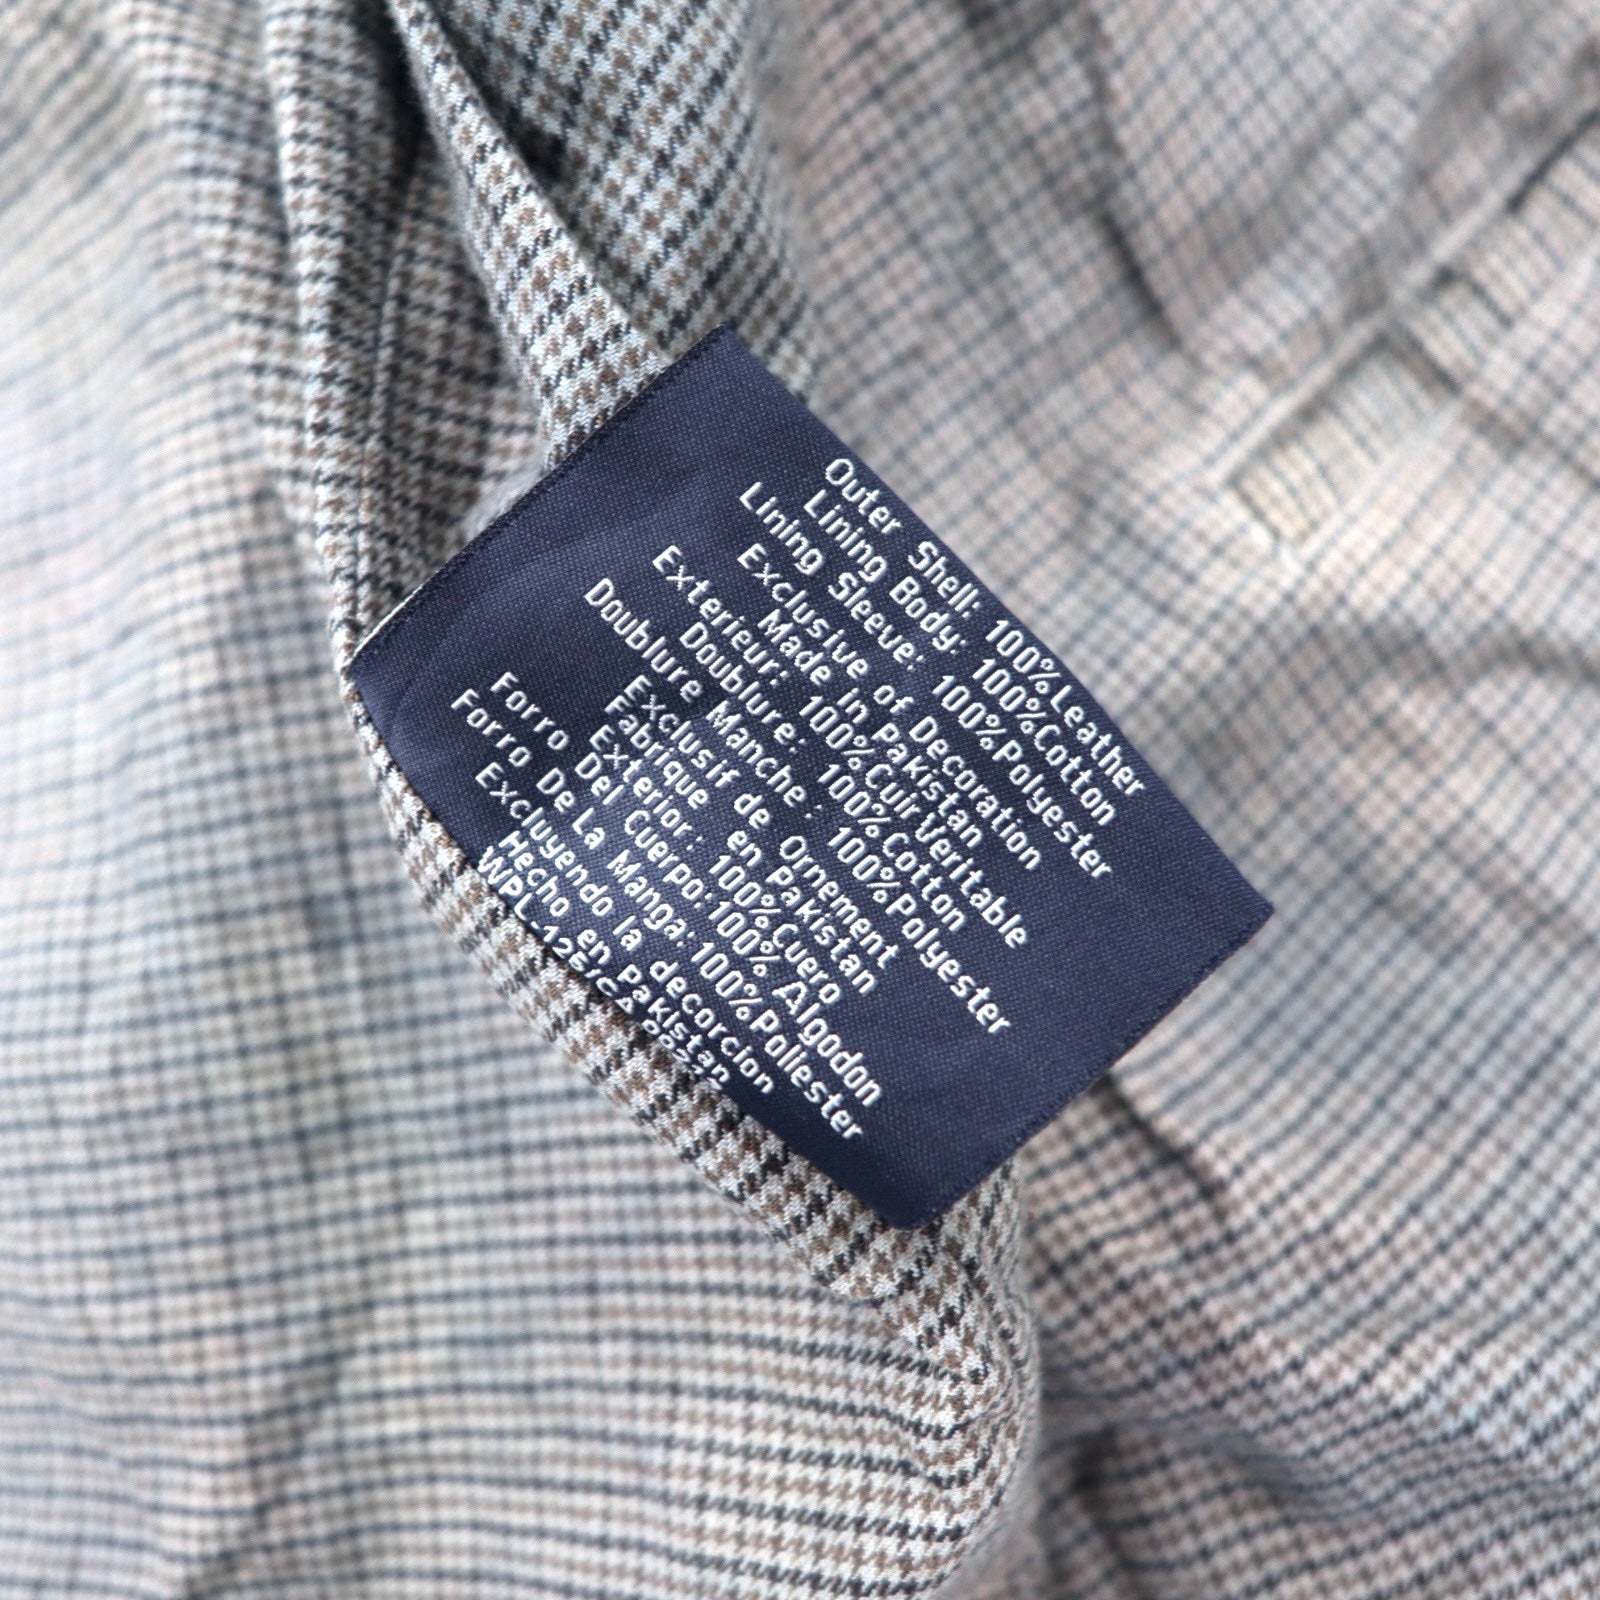 Outer Shell: 100%Leather
Lining Body: 100%Cotton
Lining Sleeve: 100%Polyester
Exclusive of Decoration
Made in Pakistan
Exterieur: 100%Cuir Veritable
Doublure: 100%Cotton
Doublure Manche: 100%Polyester
Exclusif de Ornement
Fabrique en Pakistan
Exterior: 100%Cuero
Forro Del Cuerpo:100% Algodon
Forro De La Manga: 100%Poliester
Excluyendo la decorcion
Hecho en Pakistan